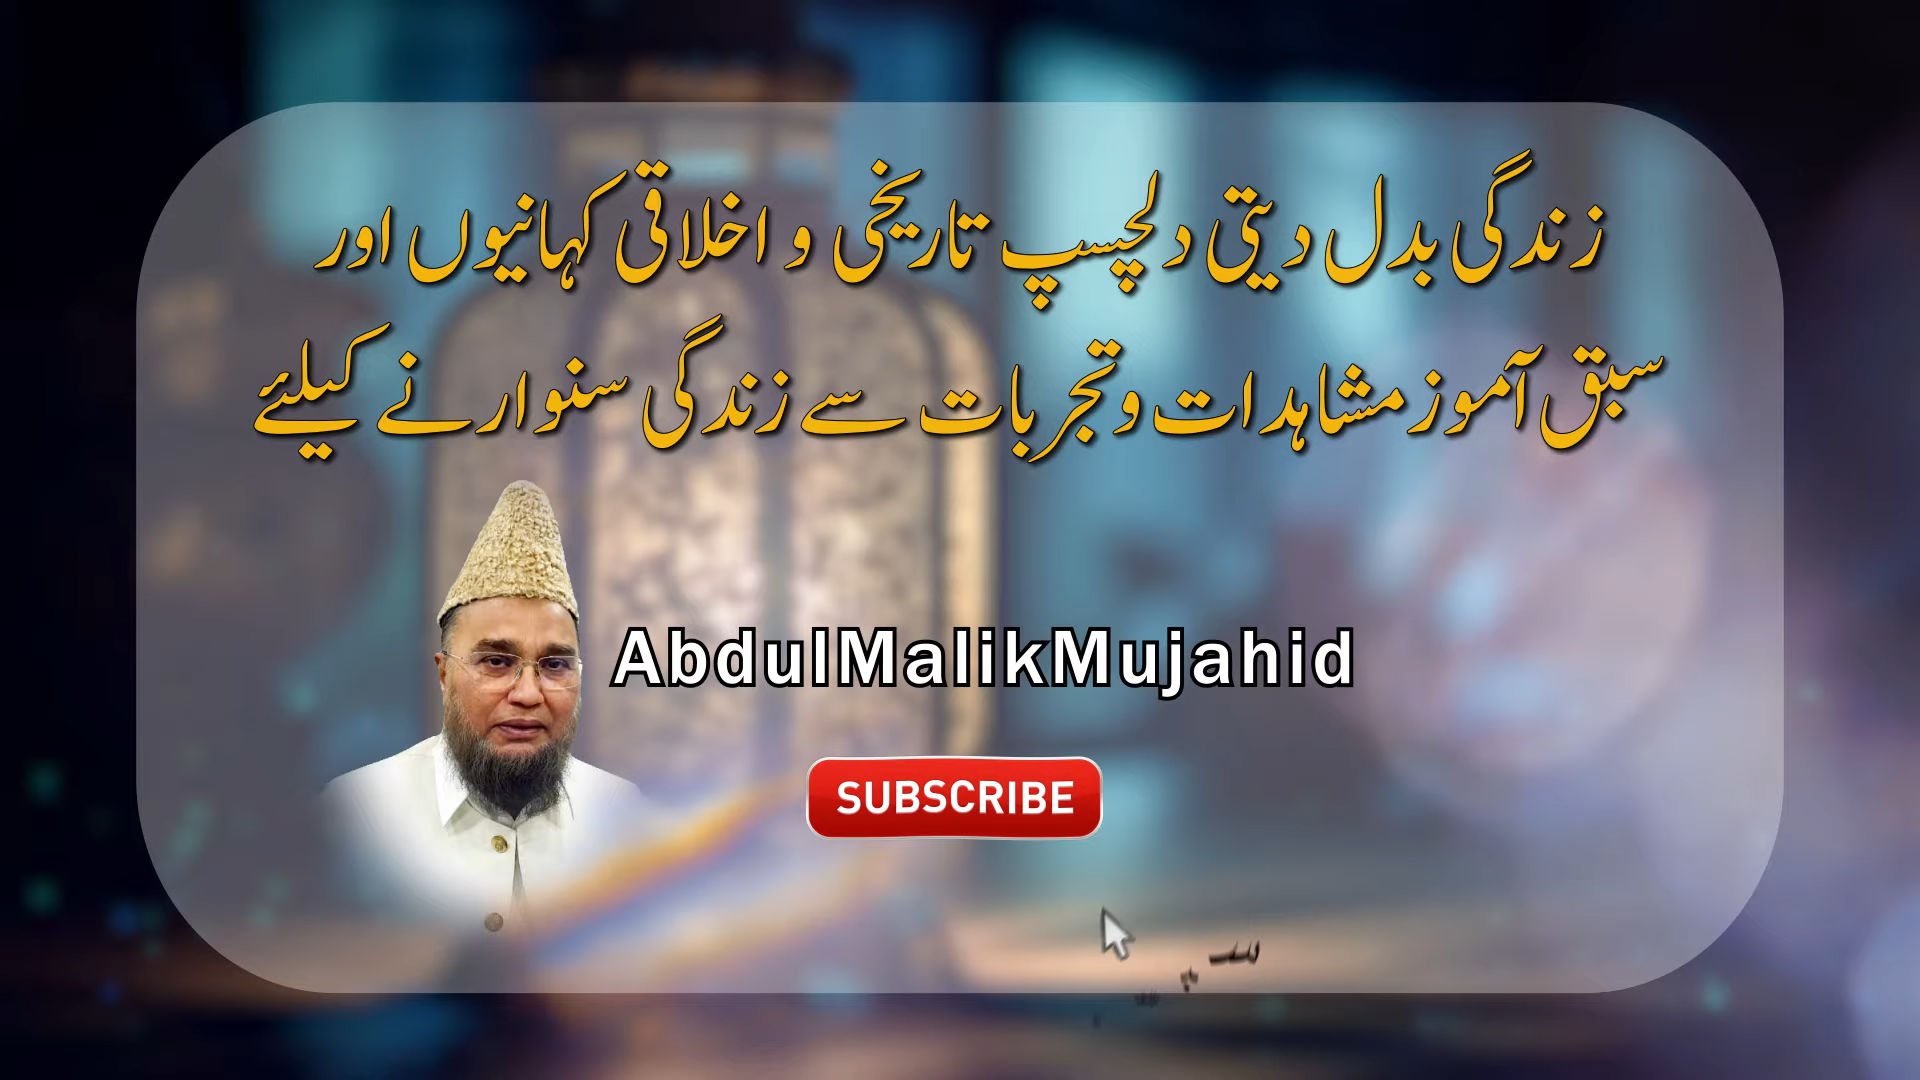 زندگی بدل دیتی دلچسپ تاریخی و اخلاقی کہانیوں اور
سبق آموز مشاہدات و تجربات سے زندگی سنوارنے کیلئے
AbdulMalikMujahid
SUBSCRIBE